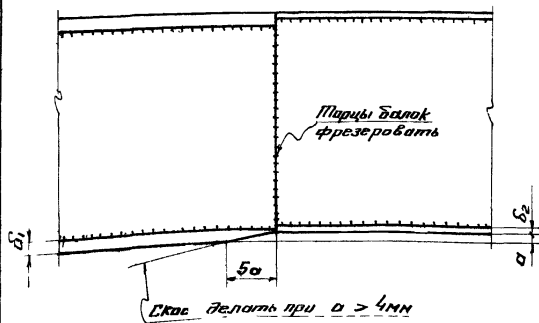 Торцы балок
фрезеровать
δ₁
δ₂
a
5a
Скос делать при a > 4мм